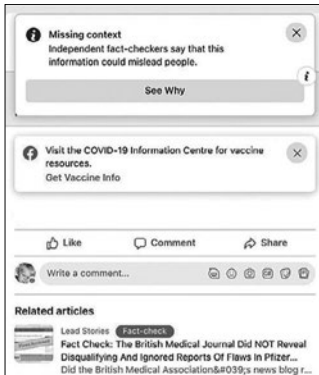 Missing context
Independent fact-checkers say that this
information could mislead people.
See Why
Visit the COVID-19 Information Centre for vaccine
resources.
Get Vaccine Info
Like Comment Share
Write a comment...
Related articles
Lead Stories Fact-check
Fact Check: The British Medical Journal Did NOT Reveal
Disqualifying And Ignored Reports Of Flaws In Pfizer...
Did the British Medical Association&#039;s news blog r...